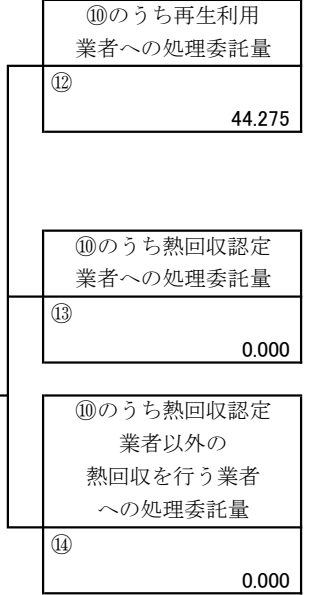 ⑩のうち再生利用
業者への処理委託量
⑫
44.275
⑩のうち熱回収認定
業者への処理委託量
⑬
0.000
⑩のうち熱回収認定
業者以外の
熱回収を行う業者
への処理委託量
⑭
0.000